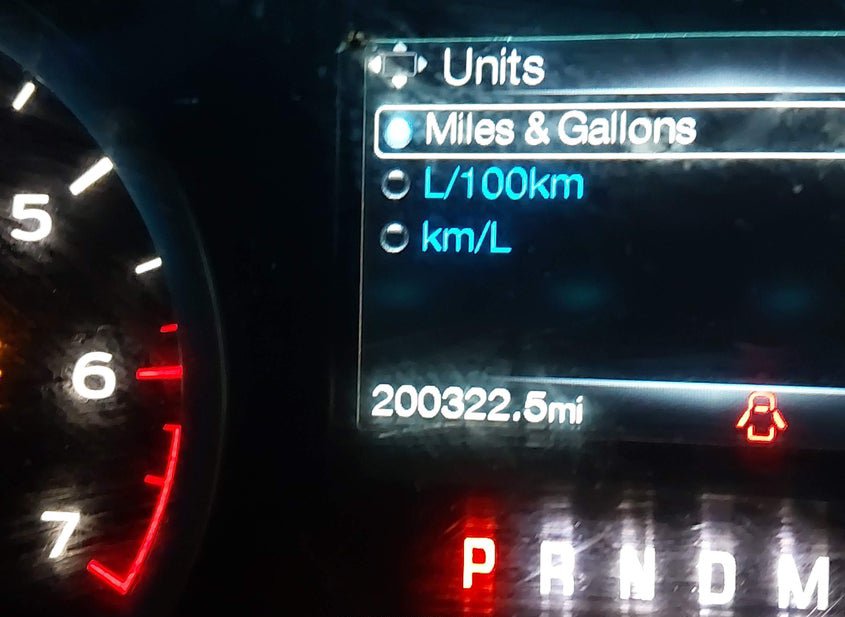 Units
Miles & Gallons
L/100km
km/L
5
6
7
200322.5mi
P R N D M